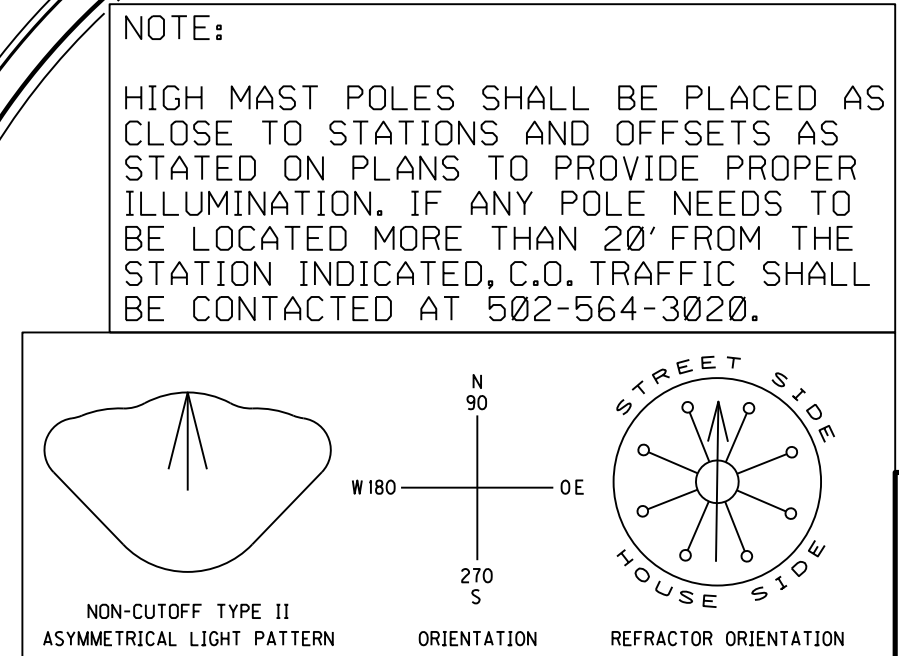 NOTE:
HIGH MAST POLES SHALL BE PLACED AS
CLOSE TO STATIONS AND OFFSETS AS
STATED ON PLANS TO PROVIDE PROPER
ILLUMINATION. IF ANY POLE NEEDS TO
BE LOCATED MORE THAN 20' FROM THE
STATION INDICATED, C.O. TRAFFIC SHALL
BE CONTACTED AT 502-564-3020.
NON-CUTOFF TYPE II
ASYMMETRICAL LIGHT PATTERN
N
90
W 180
0 E
270
S
ORIENTATION
STREET SIDE
HOUSE SIDE
REFRACTOR ORIENTATION